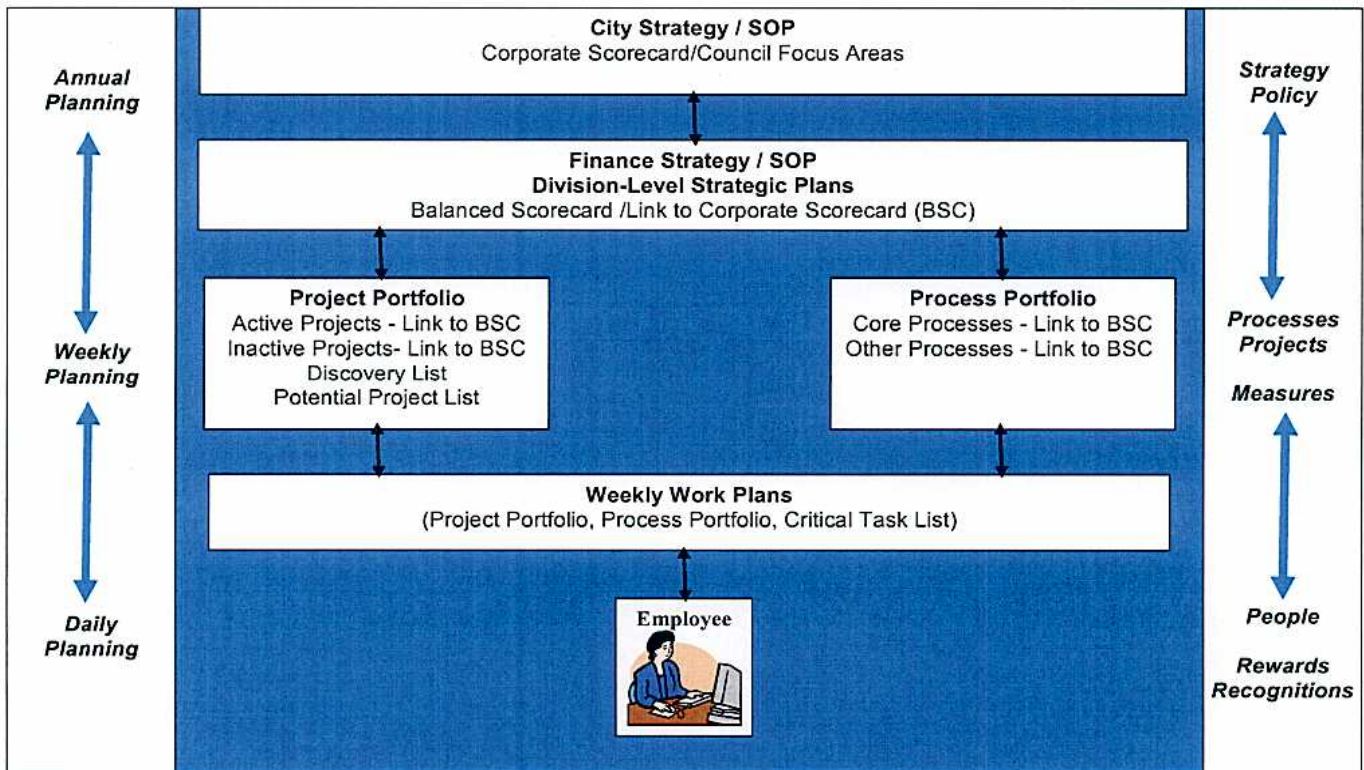 City Strategy / SOP
Corporate Scorecard/Council Focus Areas
Annual
Planning
Strategy
Policy
Finance Strategy / SOP
Division-Level Strategic Plans
Balanced Scorecard /Link to Corporate Scorecard (BSC)
Project Portfolio
Active Projects - Link to BSC
Inactive Projects- Link to BSC
Discovery List
Potential Project List
Process Portfolio
Core Processes - Link to BSC
Other Processes - Link to BSC
Weekly
Planning
Processes
Projects
Measures
Weekly Work Plans
(Project Portfolio, Process Portfolio, Critical Task List)
Employee
Daily
Planning
People
Rewards
Recognitions